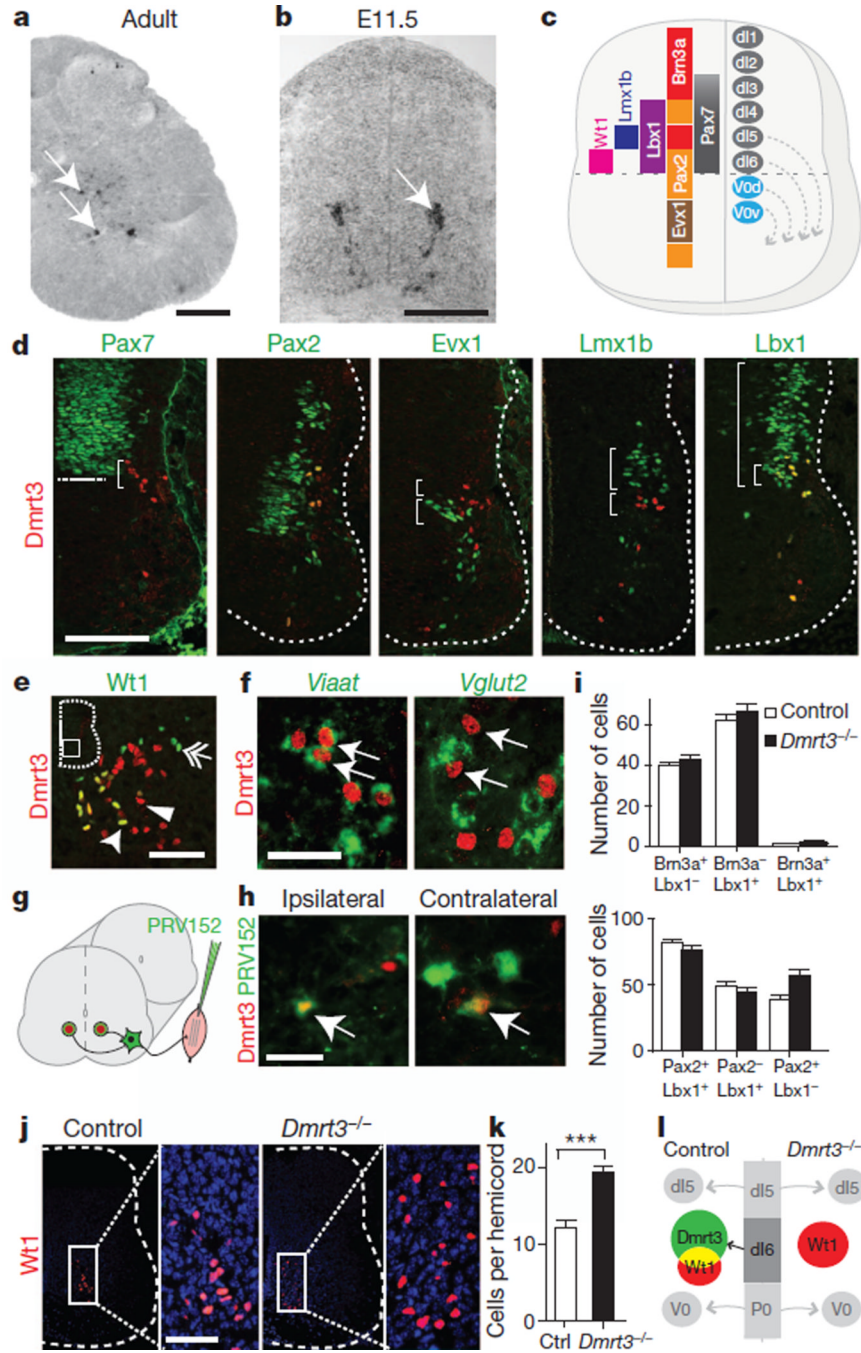 a Adult
b E11.5
c
Wt1
Lmx1b
Lbx1
Brn3a
Pax2
Evx1
Pax7
dI1
dI2
dI3
dI4
dI5
dI6
V0d
V0v
d Pax7 Pax2 Evx1 Lmx1b Lbx1
Dmrt3
e Wt1
Dmrt3
f Viaat Vglut2
Dmrt3
i
Control
Dmrt3–/–
Number of cells
60
40
20
0
Brn3a+ Brn3a– Brn3a+
Lbx1– Lbx1+ Lbx1+
g
PRV152
h Ipsilateral Contralateral
Dmrt3 PRV152
Number of cells
100
50
0
Pax2+ Pax2– Pax2+
Lbx1+ Lbx1+ Lbx1–
j Control Dmrt3–/–
Wt1
k
***
Cells per hemicord
20
10
0
Ctrl Dmrt3–/–
l
Control Dmrt3–/–
dI5 dI5 dI5
Dmrt3
Wt1
dI6
Wt1
V0 P0 V0